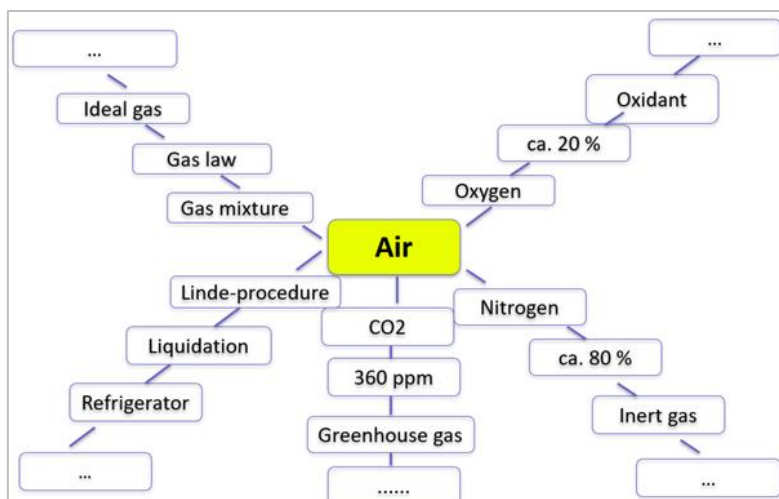 ...
Ideal gas
Gas law
Gas mixture
...
Oxidant
ca. 20 %
Oxygen
Air
Linde-procedure
Liquidation
Refrigerator
...
CO2
360 ppm
Greenhouse gas
......
Nitrogen
ca. 80 %
Inert gas
...